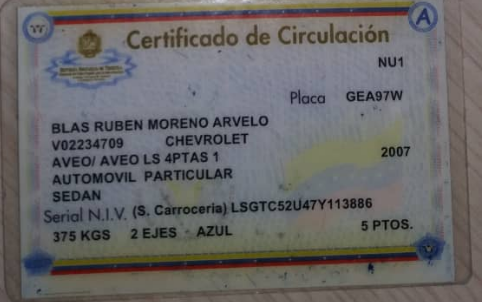 Certificado de Circulación
A
NU1
Placa GEA97W
BLAS RUBEN MORENO ARVELO
V02234709 CHEVROLET
AVEO/ AVEO LS 4PTAS 1 2007
AUTOMOVIL PARTICULAR
SEDAN
Serial N.I.V. (S. Carroceria) LSGTC52U47Y113886
375 KGS 2 EJES AZUL 5 PTOS.